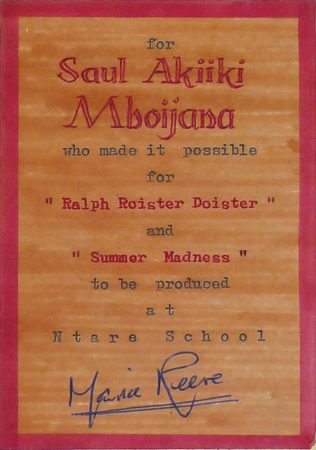 for
Saul Akiiki
Mboijana
who made it possible
for
" Ralph Roister Doister "
and
" Summer Madness "
to be produced
at
Ntare School
Maria Reeve